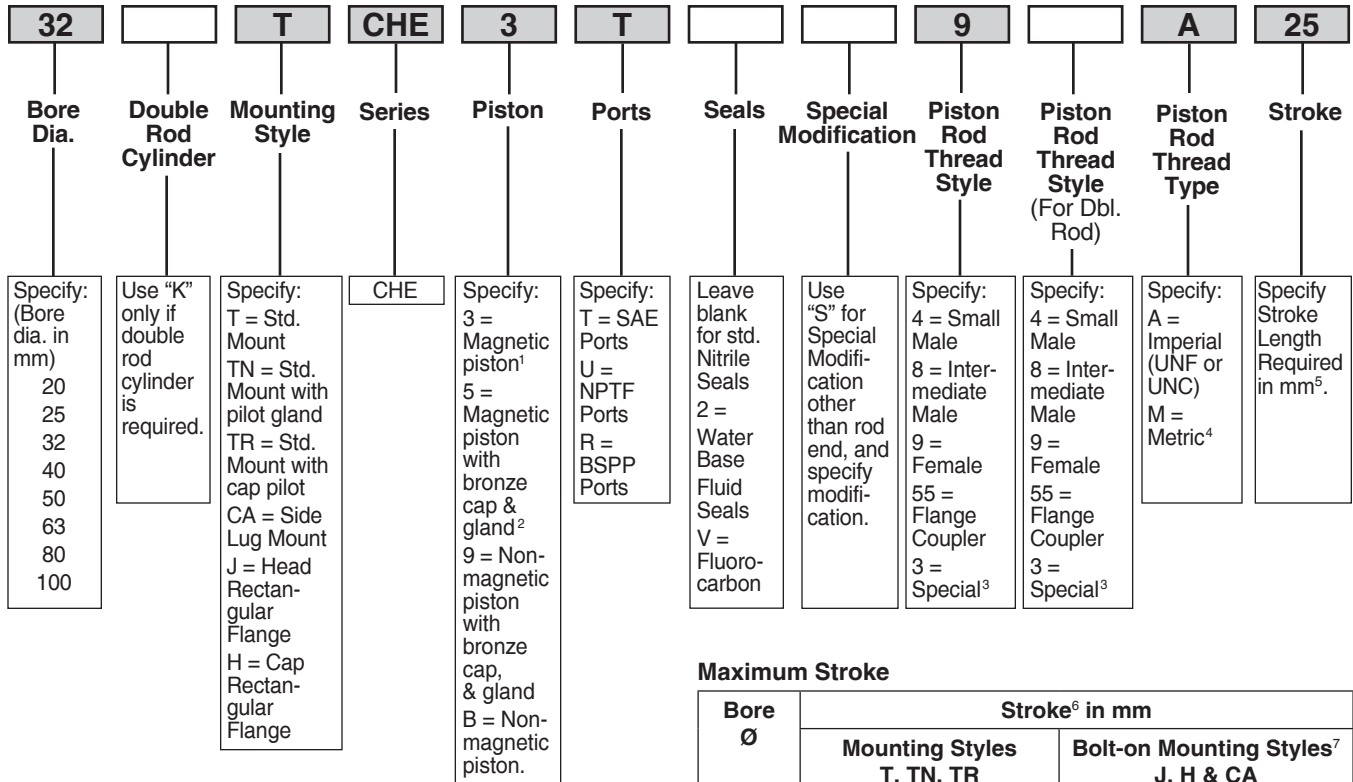 32 T CHE 3 T 9 A 25
Bore
Dia.
Double
Rod
Cylinder
Mounting
Style
Series
Piston
Ports
Seals
Special
Modification
Piston
Rod
Thread
Style
Piston
Rod
Thread
Style
(For Dbl.
Rod)
Piston
Rod
Thread
Type
Stroke
Specify:
(Bore
dia. in
mm)
20
25
32
40
50
63
80
100
Use “K”
only if
double
rod
cylinder
is
required.
Specify:
T = Std.
Mount
TN = Std.
Mount with
pilot gland
TR = Std.
Mount with
cap pilot
CA = Side
Lug Mount
J = Head
Rectan-
gular
Flange
H = Cap
Rectan-
gular
Flange
CHE
Specify:
3 =
Magnetic
piston¹
5 =
Magnetic
piston
with
bronze
cap &
gland²
9 = Non-
magnetic
piston
with
bronze
cap,
& gland
B = Non-
magnetic
piston.
Specify:
T = SAE
Ports
U =
NPTF
Ports
R =
BSPP
Ports
Leave
blank
for std.
Nitrile
Seals
2 =
Water
Base
Fluid
Seals
V =
Fluoro-
carbon
Use
“S” for
Special
Modifi-
cation
other
than rod
end, and
specify
modifi-
cation.
Specify:
4 = Small
Male
8 = Inter-
mediate
Male
9 =
Female
55 =
Flange
Coupler
3 =
Special³
Specify:
4 = Small
Male
8 = Inter-
mediate
Male
9 =
Female
55 =
Flange
Coupler
3 =
Special³
Specify:
A =
Imperial
(UNF or
UNC)
M =
Metric⁴
Specify
Stroke
Length
Required
in mm⁵.
Maximum Stroke
Bore
Ø
Stroke⁶ in mm
Mounting Styles
T, TN, TR
Bolt-on Mounting Styles⁷
J, H & CA